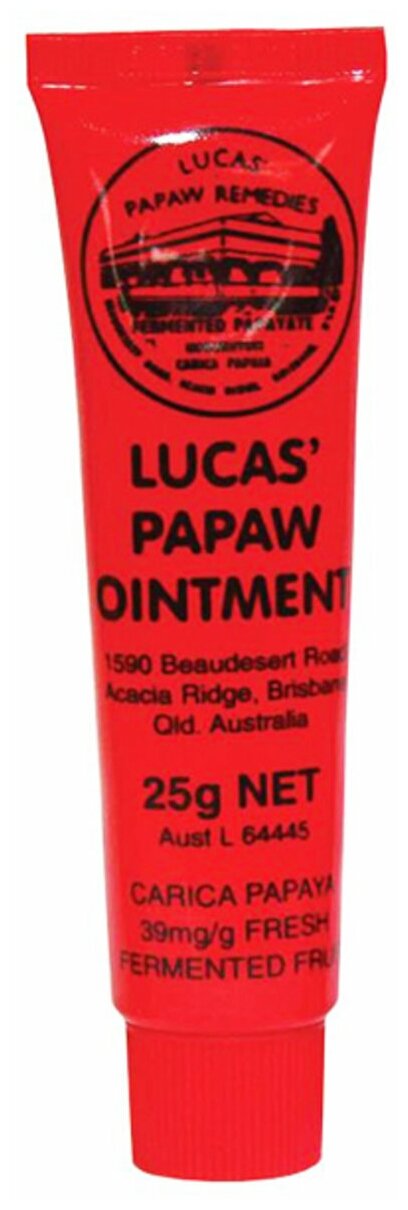 LUCAS'
PAPAW REMEDIES
FERMENTED PAPAYATE
CARICA PAPAYA
LUCAS'
PAPAW
OINTMENT
1590 Beaudesert Road
Acacia Ridge, Brisbane
Qld. Australia
25g NET
Aust L 64445
CARICA PAPAYA
39mg/g FRESH
FERMENTED FRUI